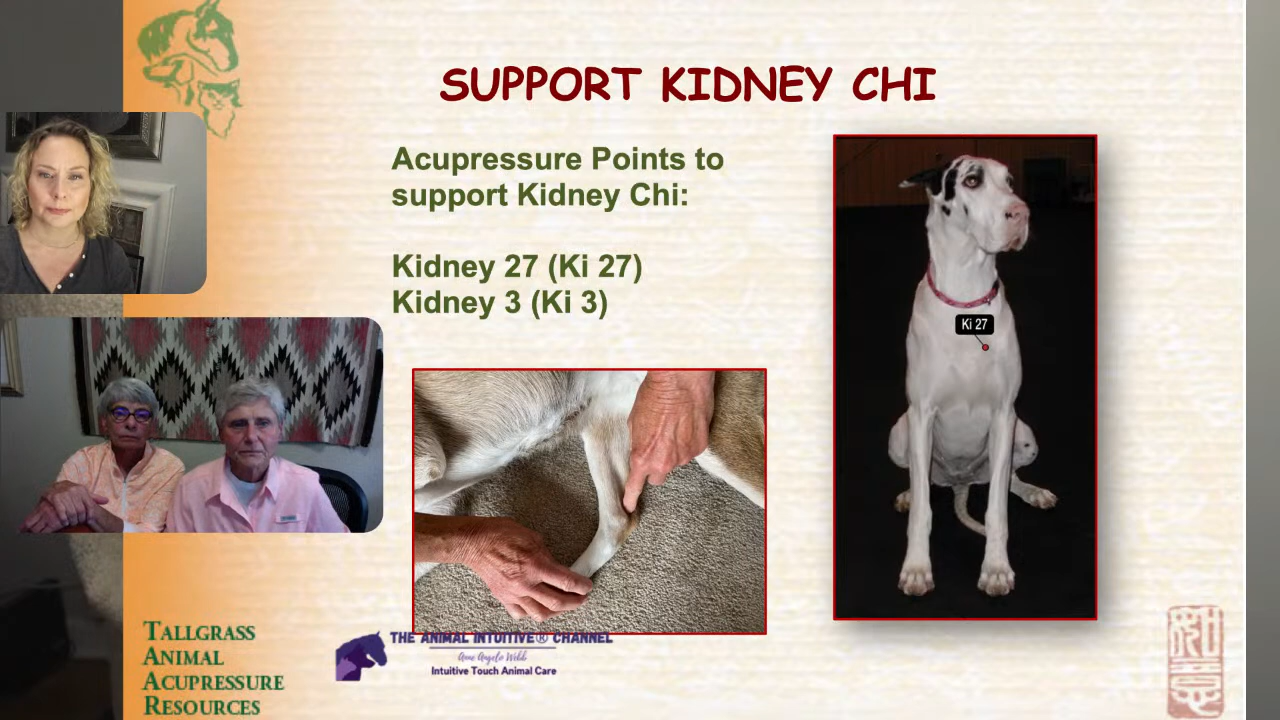 SUPPORT KIDNEY CHI
Acupressure Points to
support Kidney Chi:
Kidney 27 (Ki 27)
Kidney 3 (Ki 3)
Ki 27
TALLGRASS
ANIMAL
ACUPRESSURE
RESOURCES
THE ANIMAL INTUITIVE® CHANNEL
Anne Angelo Webb
Intuitive Touch Animal Care